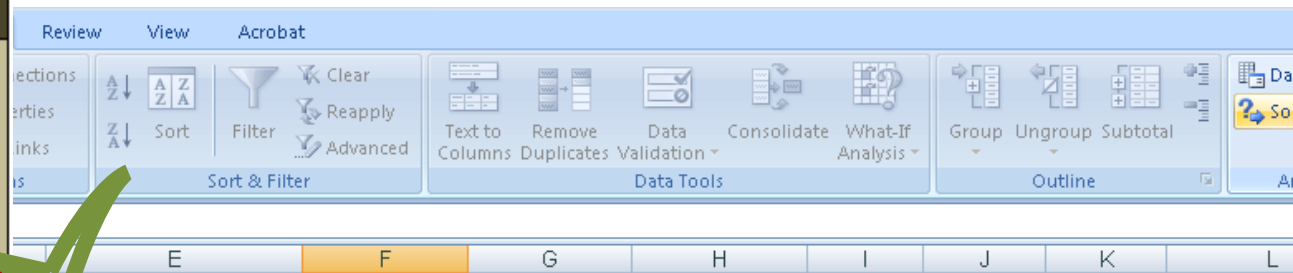 Review View Acrobat
ections Clear Da
erties Sort Filter Reapply Text to Remove Data Consolidate What-If Group Ungroup Subtotal So
inks Advanced Columns Duplicates Validation Analysis
ns Sort & Filter Data Tools Outline A
E F G H I J K L